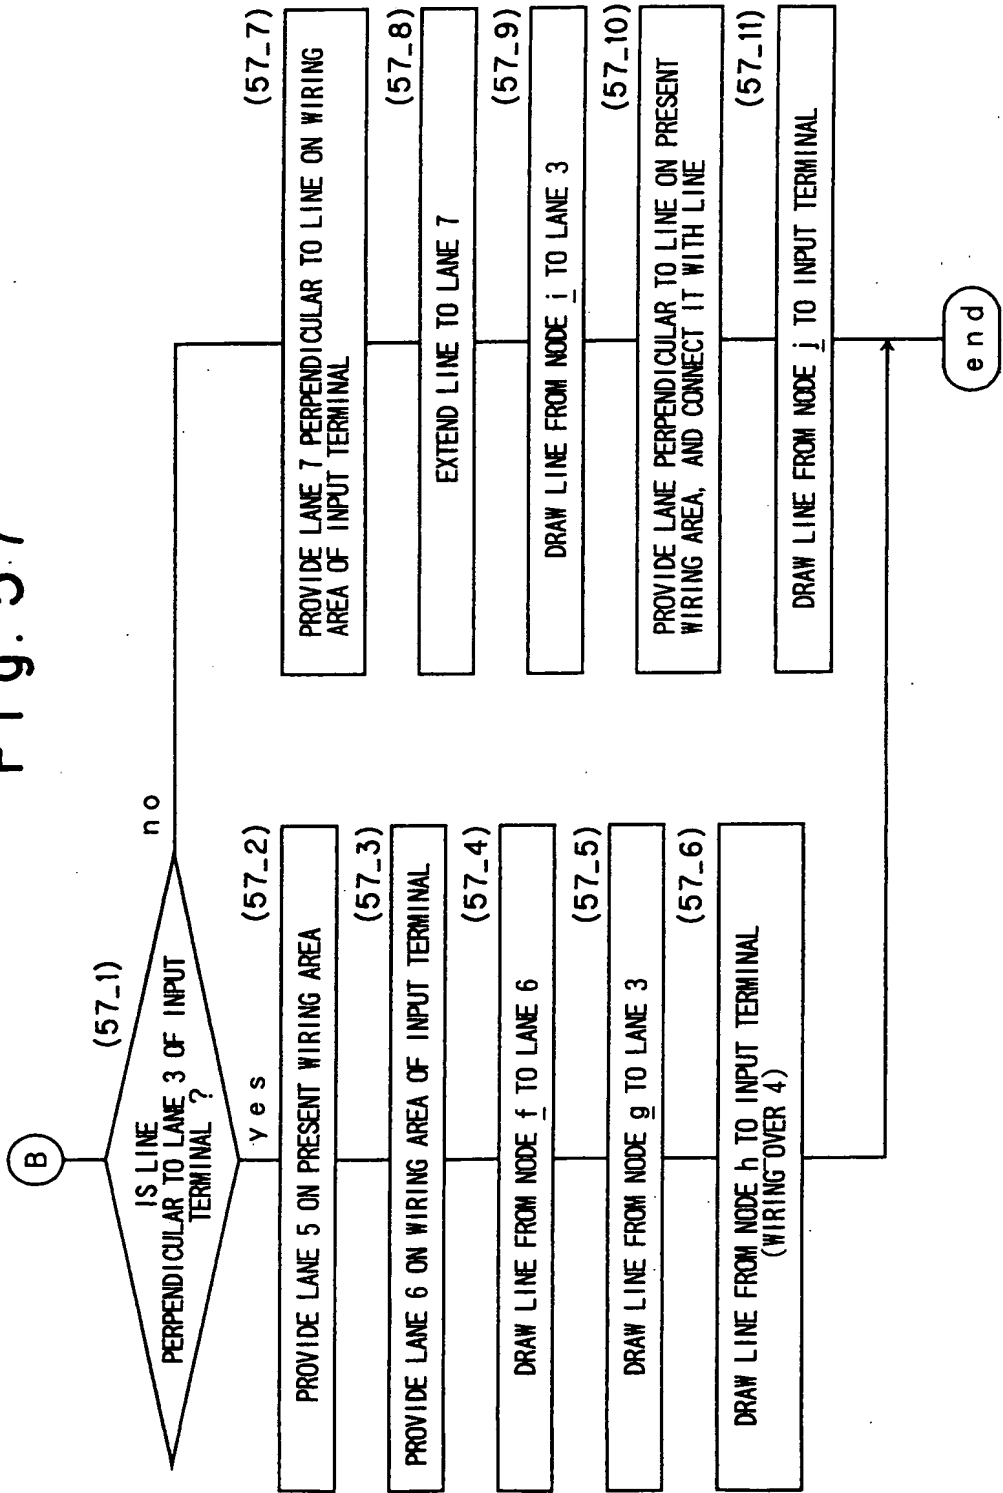 Fig. 57
B
(57_1)
IS LINE
PERPENDICULAR TO LANE 3 OF INPUT
TERMINAL ?
no
yes
(57_2)
PROVIDE LANE 5 ON PRESENT WIRING AREA
(57_3)
PROVIDE LANE 6 ON WIRING AREA OF INPUT TERMINAL
(57_4)
DRAW LINE FROM NODE f TO LANE 6
(57_5)
DRAW LINE FROM NODE g TO LANE 3
(57_6)
DRAW LINE FROM NODE h TO INPUT TERMINAL
(WIRING OVER 4)
(57_7)
PROVIDE LANE 7 PERPENDICULAR TO LINE ON WIRING
AREA OF INPUT TERMINAL
(57_8)
EXTEND LINE TO LANE 7
(57_9)
DRAW LINE FROM NODE i TO LANE 3
(57_10)
PROVIDE LANE PERPENDICULAR TO LINE ON PRESENT
WIRING AREA, AND CONNECT IT WITH LINE
(57_11)
DRAW LINE FROM NODE j TO INPUT TERMINAL
end